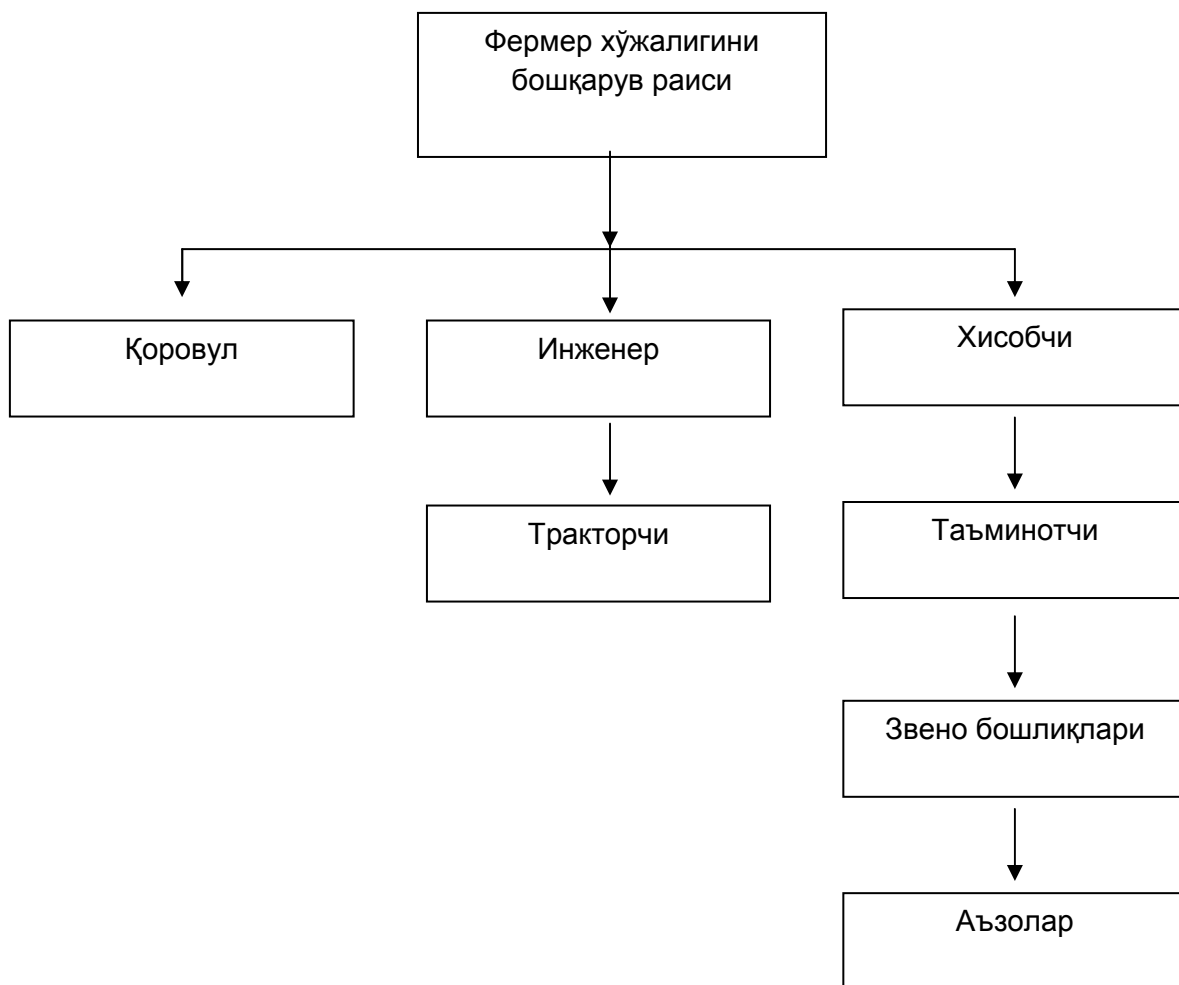 Фермер хўжалигини
бошқарув раиси
Қоровул
Инженер
Хисобчи
Тракторчи
Таъминотчи
Звено бошлиқлари
Аъзолар